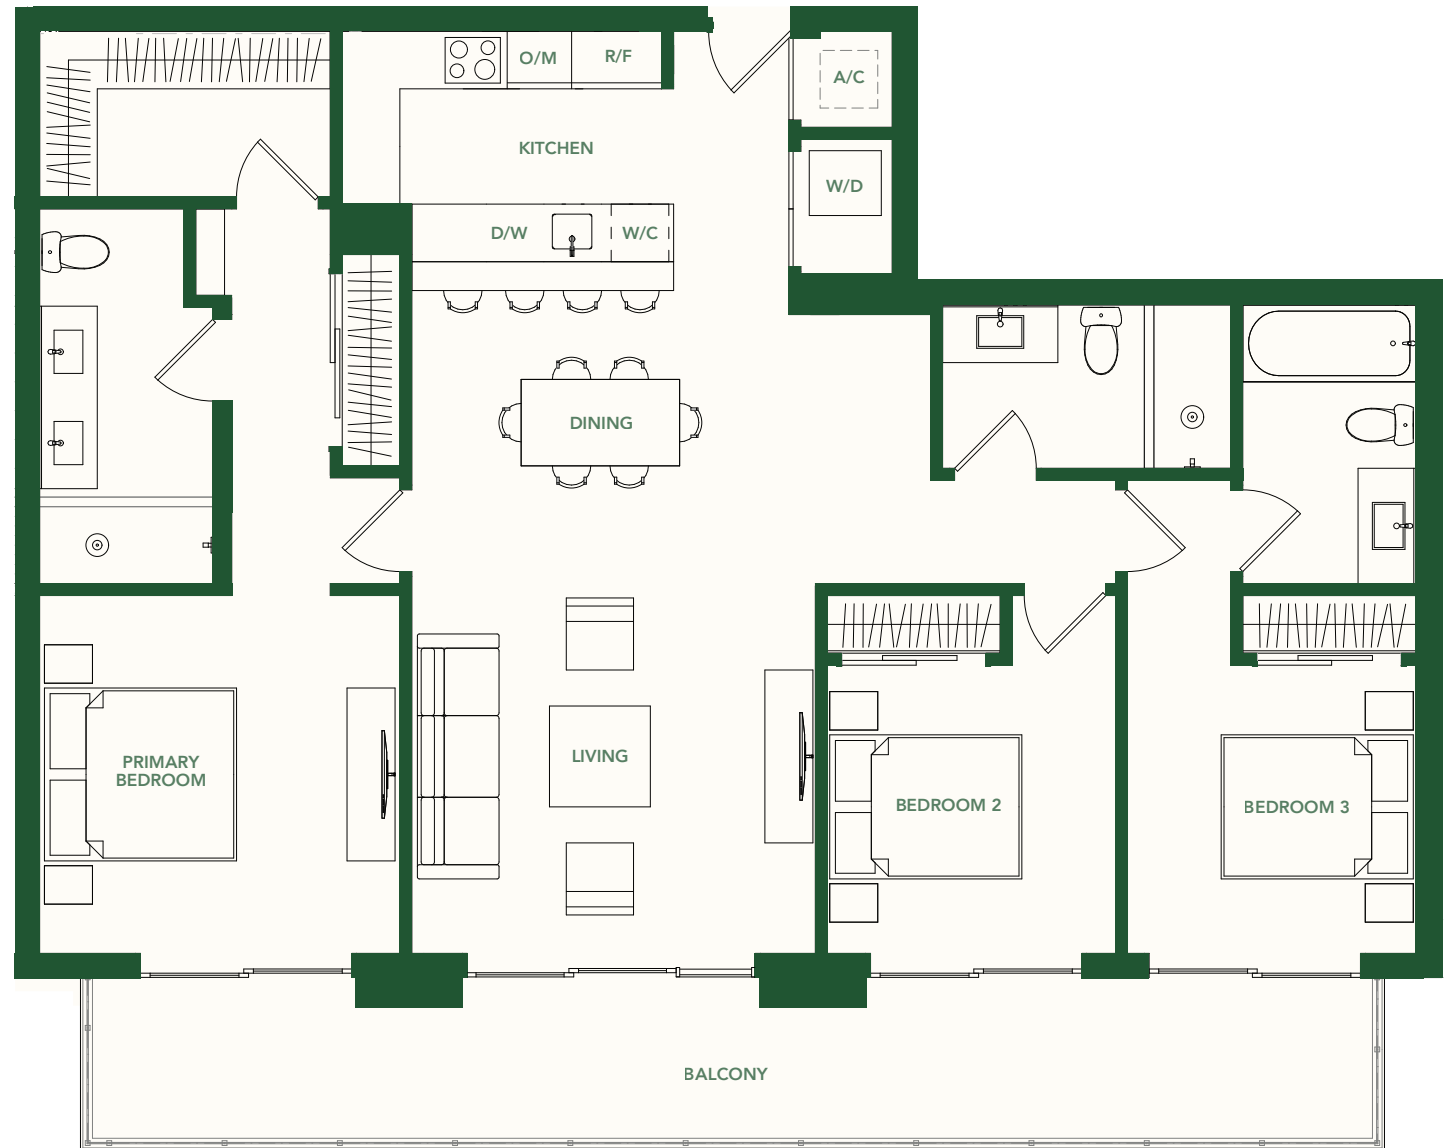 O/M
R/F
A/C
KITCHEN
W/D
D/W
W/C
DINING
LIVING
PRIMARY
BEDROOM
BEDROOM 2
BEDROOM 3
BALCONY